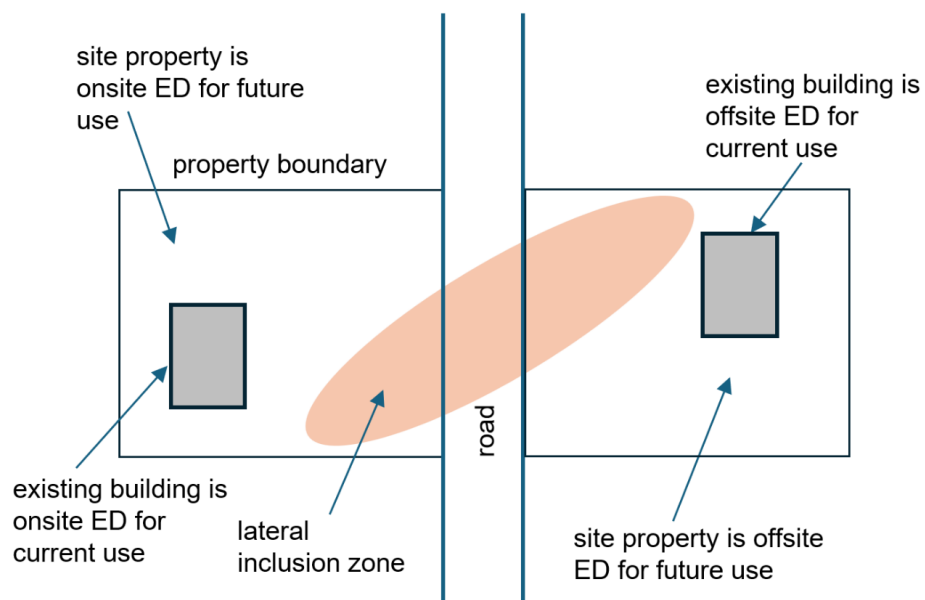 site property is
onsite ED for future
use
existing building is
offsite ED for
current use
property boundary
road
existing building is
onsite ED for
current use
lateral
inclusion zone
site property is offsite
ED for future use